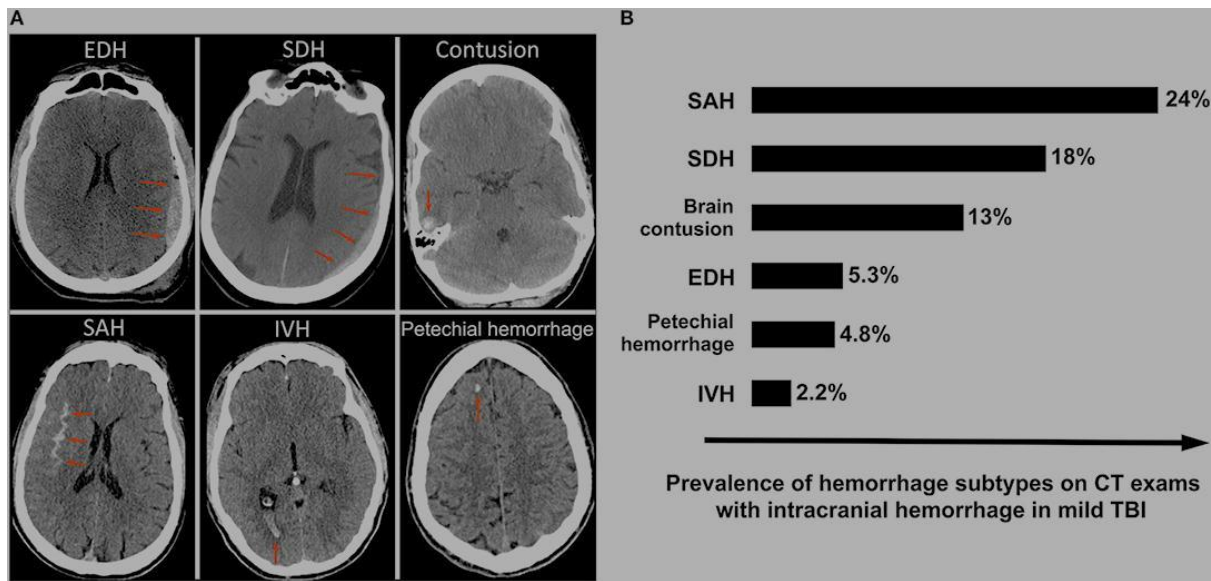 A
EDH
SDH
Contusion
SAH
IVH
Petechial hemorrhage
B
SAH
24%
SDH
18%
Brain
contusion
13%
EDH
5.3%
Petechial
hemorrhage
4.8%
IVH
2.2%
Prevalence of hemorrhage subtypes on CT exams
with intracranial hemorrhage in mild TBI